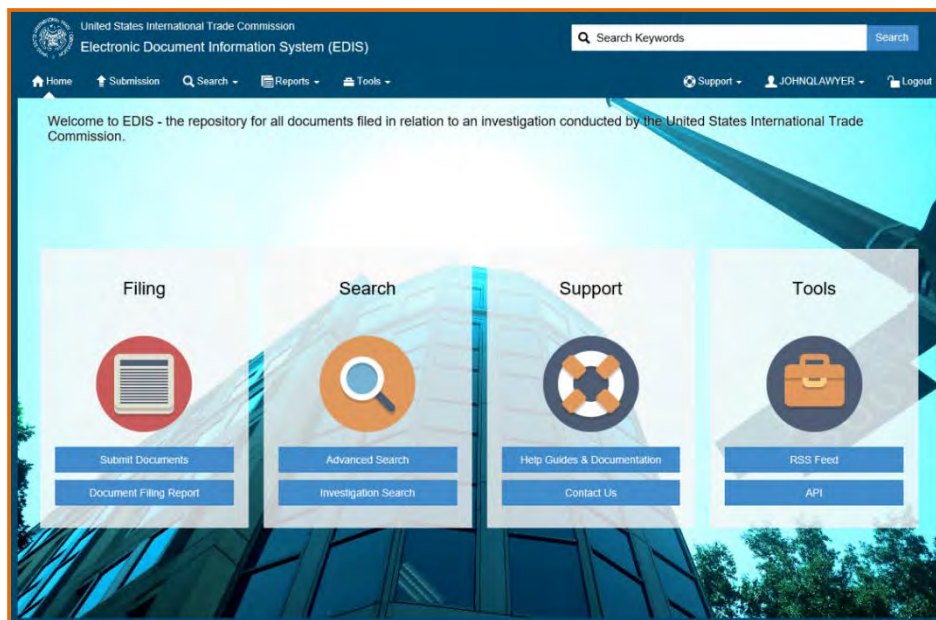 United States International Trade Commission
Electronic Document Information System (EDIS)
Search Keywords
Search
Home
Submission
Search
Reports
Tools
Support
JOHNQLAWYER
Logout
Welcome to EDIS - the repository for all documents filed in relation to an investigation conducted by the United States International Trade
Commission.
Filing
Search
Support
Tools
Submit Documents
Advanced Search
Help Guides & Documentation
RSS Feed
Document Filing Report
Investigation Search
Contact Us
API